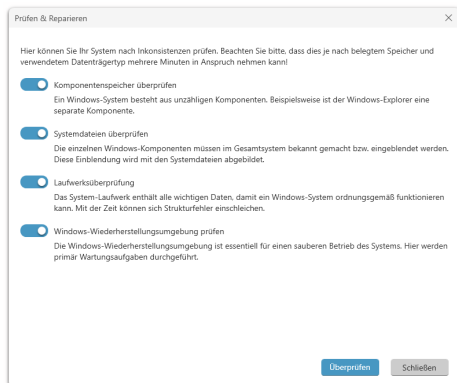 Prüfen & Reparieren
Hier können Sie Ihr System nach Inkonsistenzen prüfen. Beachten Sie bitte, dass dies je nach belegtem Speicher und
verwendetem Datenträgertyp mehrere Minuten in Anspruch nehmen kann!
Komponentenspeicher überprüfen
Ein Windows-System besteht aus unzähligen Komponenten. Beispielsweise ist der Windows-Explorer eine
separate Komponente.
Systemdateien überprüfen
Die einzelnen Windows-Komponenten müssen im Gesamtsystem bekannt gemacht bzw. eingeblendet werden.
Diese Einblendung wird mit den Systemdateien abgebildet.
Laufwerksüberprüfung
Das System-Laufwerk enthält alle wichtigen Daten, damit ein Windows-System ordnungsgemäß funktionieren
kann. Mit der Zeit können sich Strukturfehler einschleichen.
Windows-Wiederherstellungsumgebung prüfen
Die Windows-Wiederherstellungsumgebung ist essentiell für einen sauberen Betrieb des Systems. Hier werden
primär Wartungsaufgaben durchgeführt.
Überprüfen Schließen